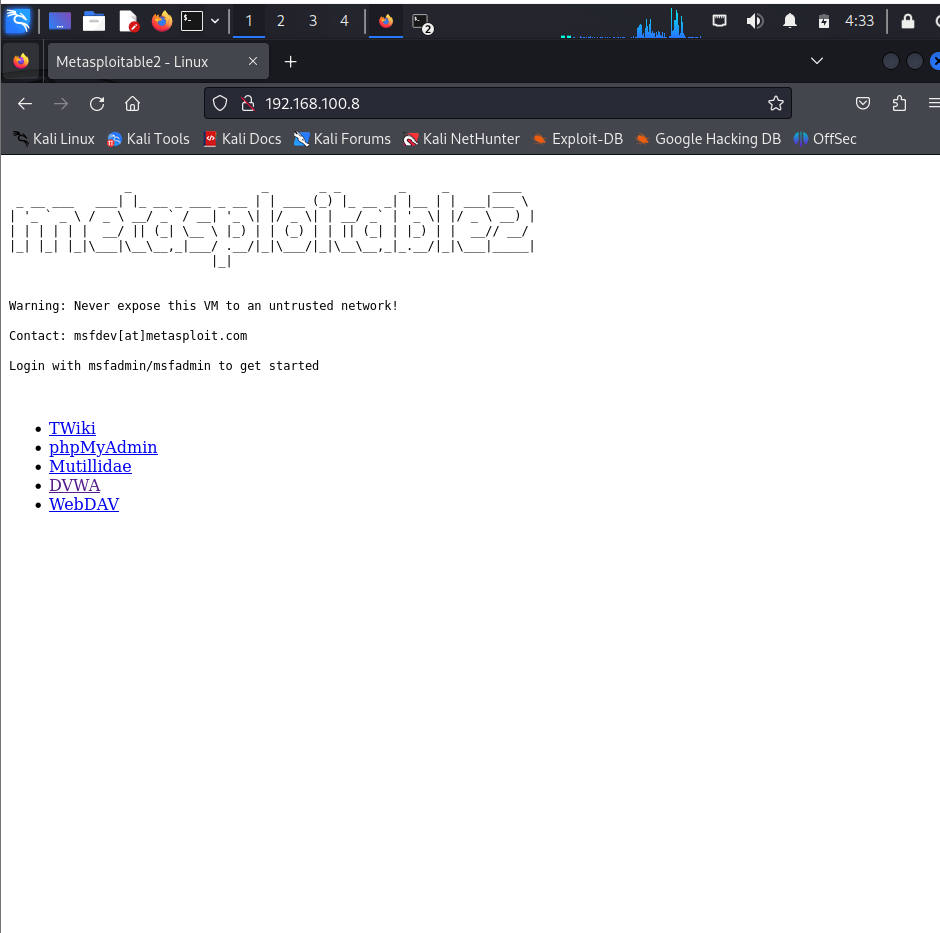 1 2 3 4 2 4:33
Metasploitable2 - Linux
192.168.100.8
Kali Linux Kali Tools Kali Docs Kali Forums Kali NetHunter Exploit-DB Google Hacking DB OffSec
metasploitable2
Warning: Never expose this VM to an untrusted network!
Contact: msfdev[at]metasploit.com
Login with msfadmin/msfadmin to get started
TWiki
phpMyAdmin
Mutillidae
DVWA
WebDAV